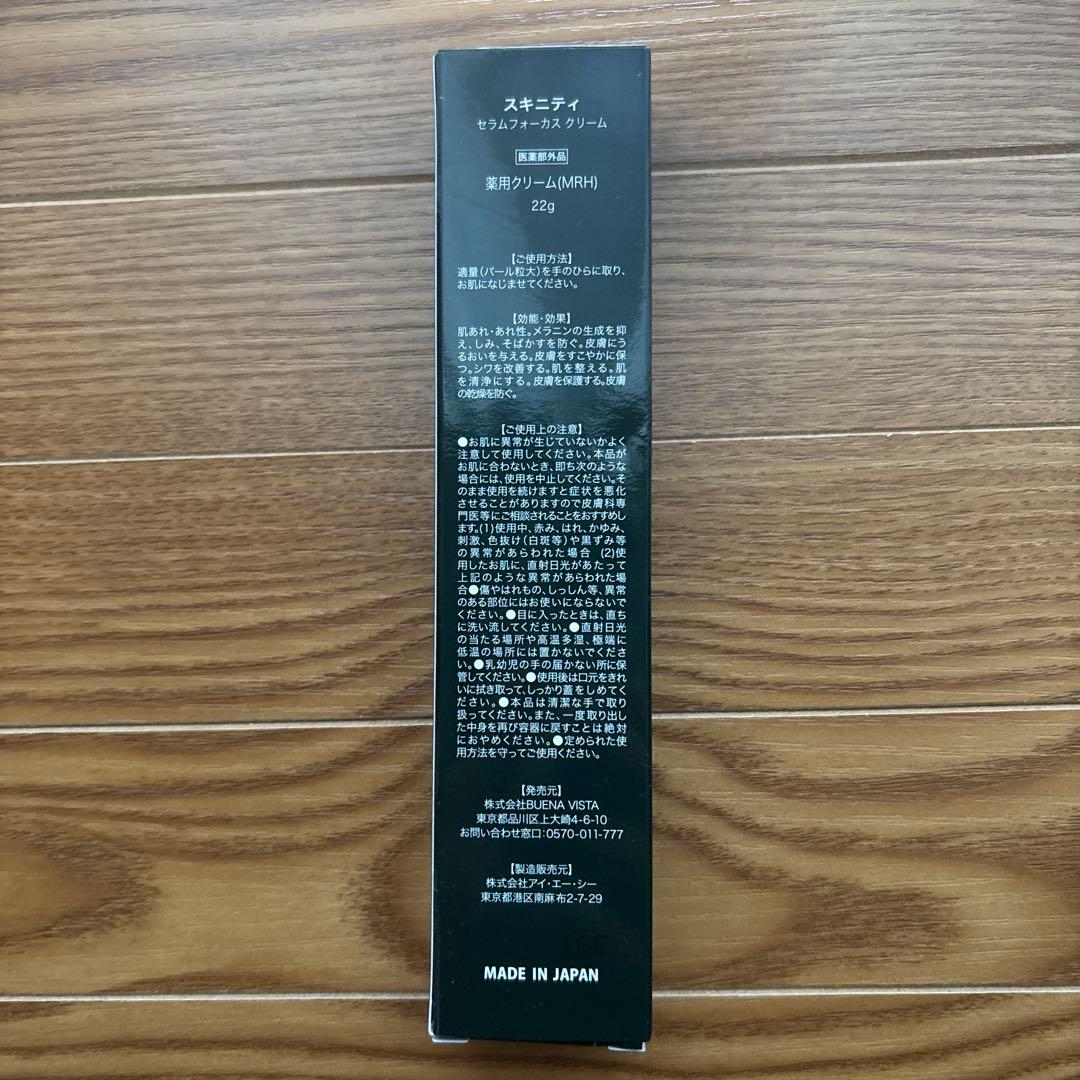 スキニティ
セラムフォーカス クリーム
医薬部外品
薬用クリーム(MRH)
22g
【ご使用方法】
適量(パール粒大)を手のひらに取り、
お肌になじませてください。
【効能・効果】
肌あれ・あれ性。メラニンの生成を抑
え、しみ、そばかすを防ぐ。皮膚にう
るおいを与える。皮膚をすこやかに保
つ。シワを改善する。肌を整える。肌
を清浄にする。皮膚を保護する。皮膚
の乾燥を防ぐ。
【ご使用上の注意】
●お肌に異常が生じていないかよく
注意して使用してください。本品が
お肌に合わないとき、即ち次のような
場合には、使用を中止してください。そ
のまま使用を続けますと症状を悪化
させることがありますので皮膚科専
門医等にご相談されることをおすすめし
ます。(1)使用中、赤み、はれ、かゆみ、
刺激、色抜け(白斑等)や黒ずみ等
の異常があらわれた場合 (2)使
用したお肌に、直射日光があたって
上記のような異常があらわれた場
合●傷やはれもの、しっしん等、異常
のある部位にはお使いにならないで
ください。●目に入ったときは、直ち
に洗い流してください。●直射日光
の当たる場所や高温多湿、極端に
低温の場所には置かないでくださ
い。●乳幼児の手の届かない所に保
管してください。●使用後は口元をきれ
いに拭き取って、しっかり蓋をしめてく
ださい。●本品は清潔な手で取り
扱ってください。また、一度取り出し
た中身を再び容器に戻すことは絶対
におやめください。●定められた使
用方法を守ってご使用ください。
【発売元】
株式会社BUENA VISTA
東京都品川区上大崎4-6-10
お問い合わせ窓口:0570-011-777
【製造販売元】
株式会社アイ・エー・シー
東京都港区南麻布2-7-29
IGE
MADE IN JAPAN